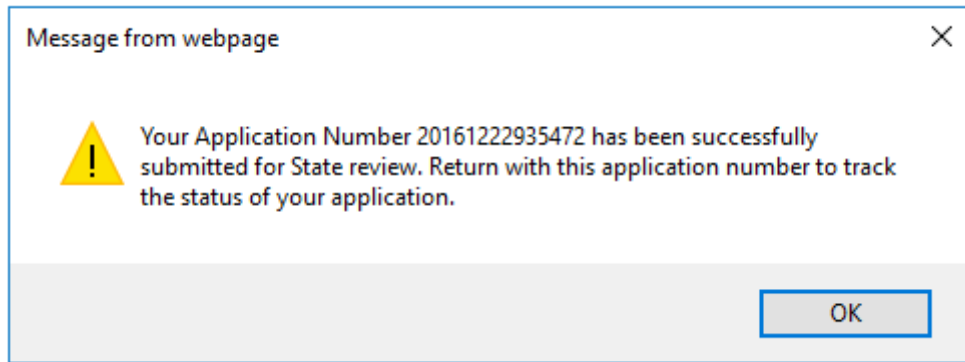 Message from webpage
Your Application Number 20161222935472 has been successfully
submitted for State review. Return with this application number to track
the status of your application.
OK